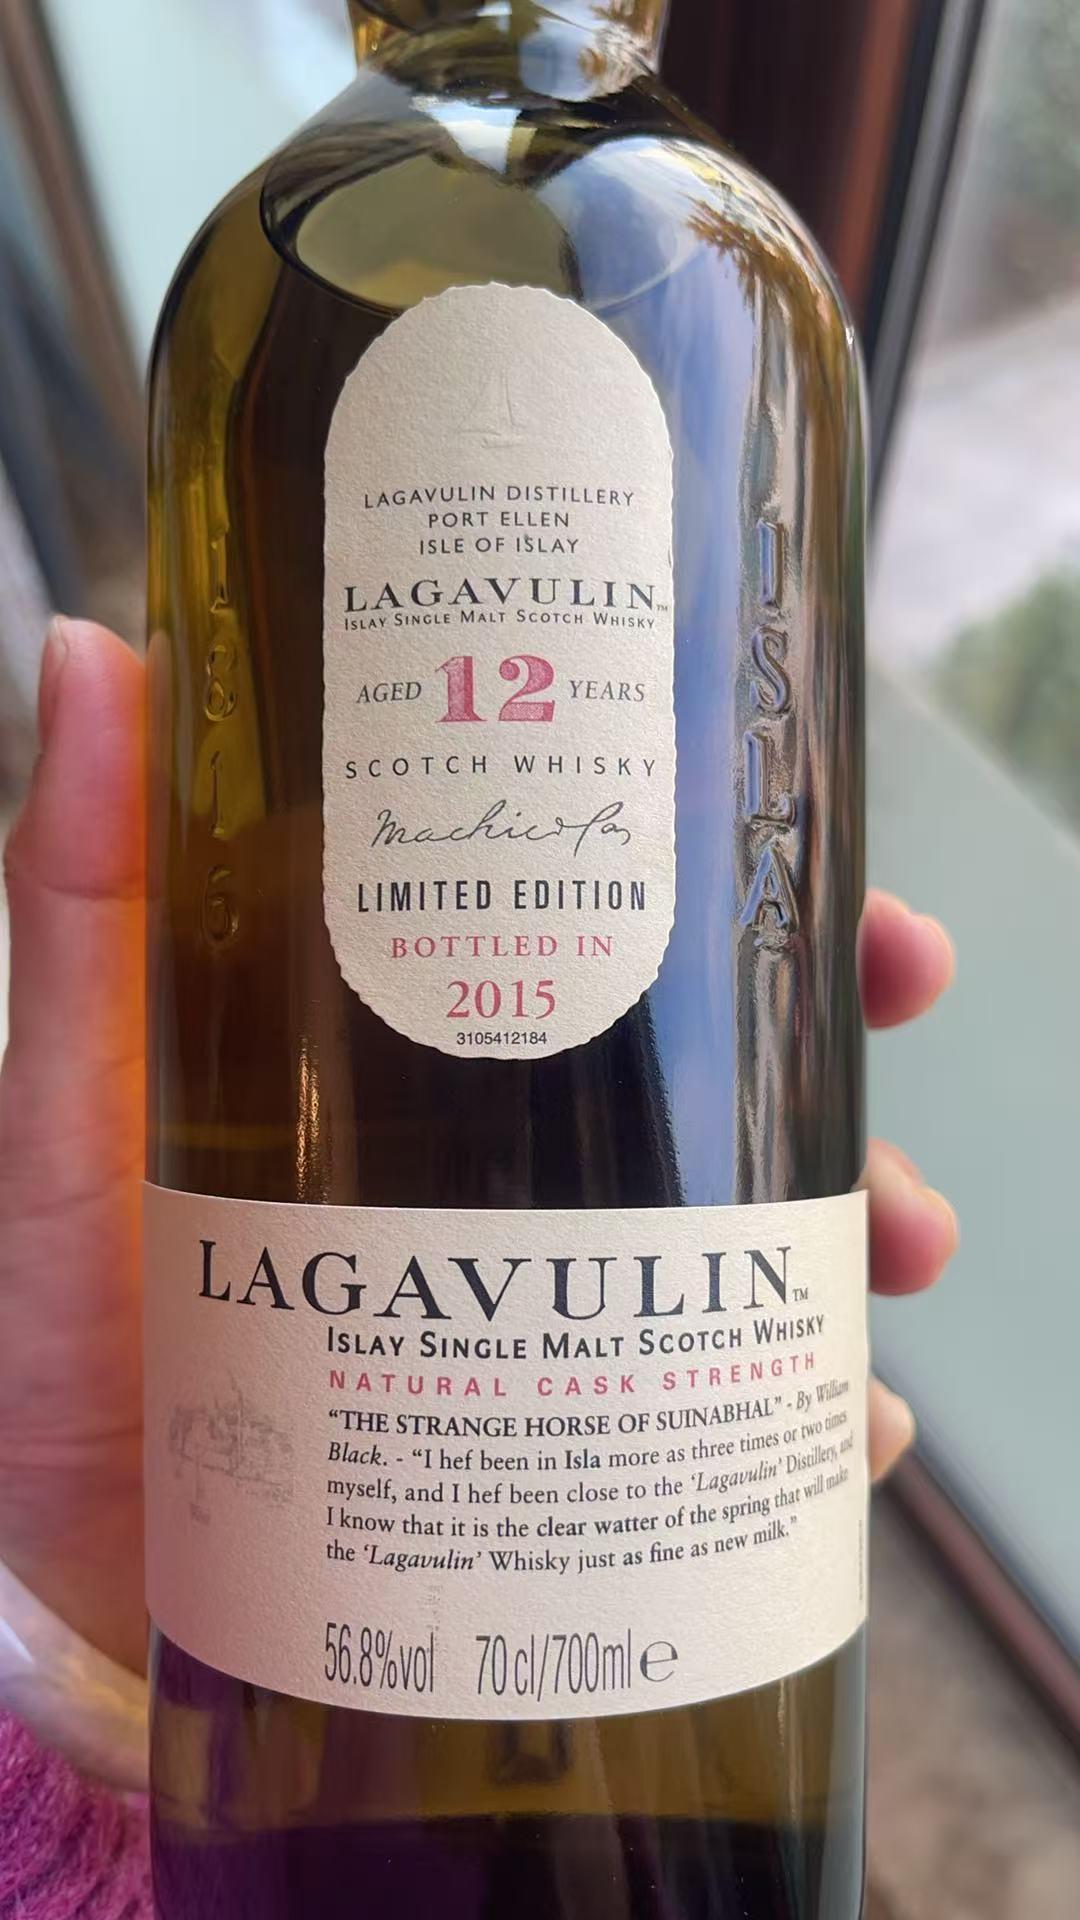 LAGAVULIN DISTILLERY
PORT ELLEN
ISLE OF ISLAY
LAGAVULIN™
ISLAY SINGLE MALT SCOTCH WHISKY
AGED 12 YEARS
SCOTCH WHISKY
LIMITED EDITION
BOTTLED IN
2015
3105412184
1816
ISLA
LAGAVULIN™
ISLAY SINGLE MALT SCOTCH WHISKY
NATURAL CASK STRENGTH
“THE STRANGE HORSE OF SUINABHAL” - By William
Black. - “I hef been in Isla more as three times or two times
myself, and I hef been close to the ‘Lagavulin’ Distillery, and
I know that it is the clear watter of the spring that will make
the ‘Lagavulin’ Whisky just as fine as new milk.”
56.8%vol 70cl/700ml e